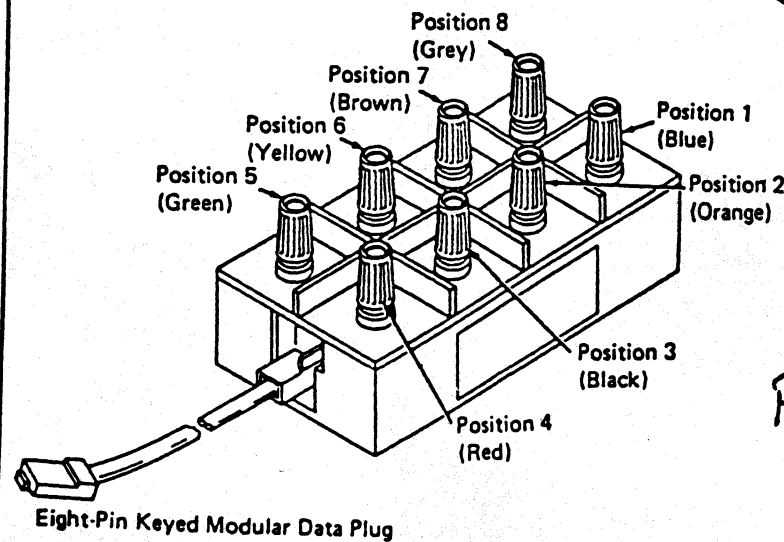 Position 8
(Grey)
Position 7
(Brown)
Position 1
(Blue)
Position 6
(Yellow)
Position 5
(Green)
Position 2
(Orange)
Position 3
(Black)
Position 4
(Red)
Eight-Pin Keyed Modular Data Plug